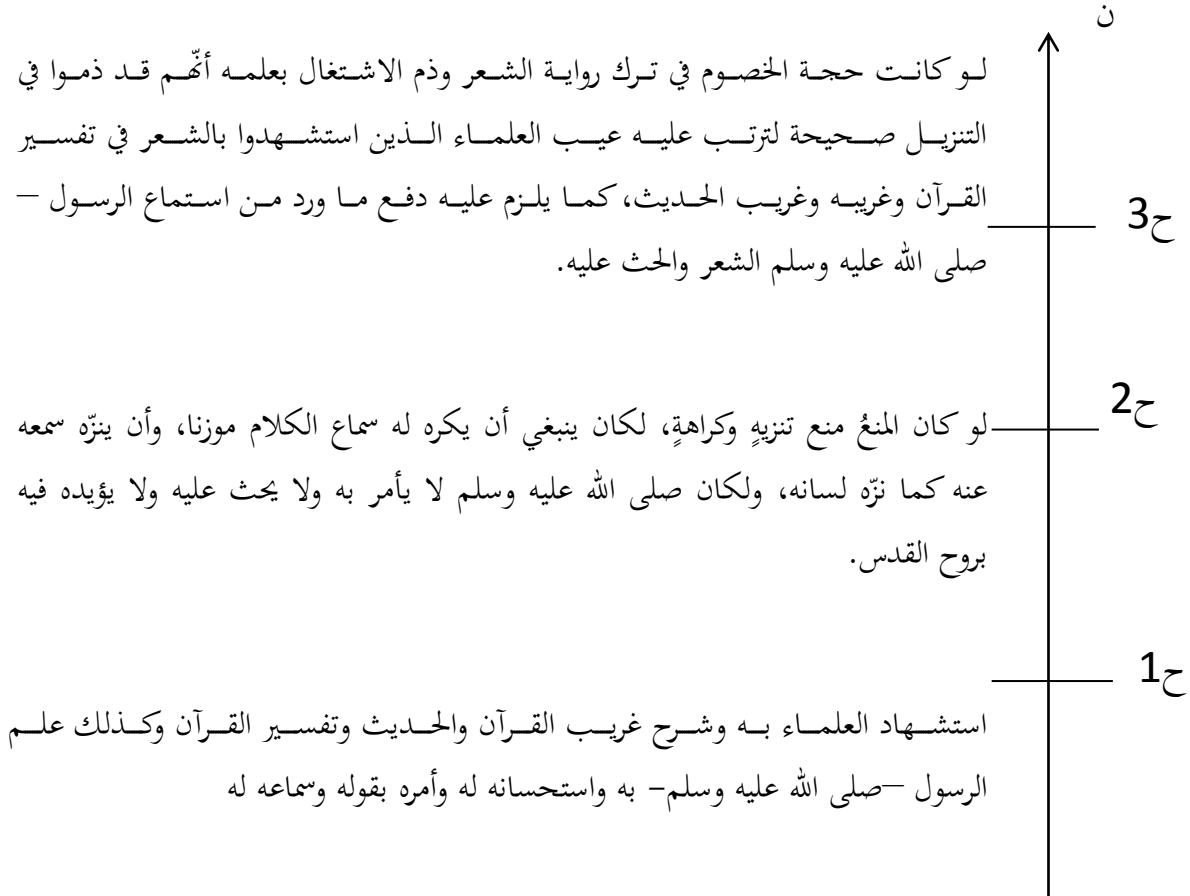 ن
لو كانت حجة الخصوم في ترك رواية الشعر وذم الاشتغال بعلمه أنّهم قد ذموا في
التنزيل صحيحة لترتب عليه عيب العلماء الذين استشهدوا بالشعر في تفسير
القرآن وغريبه وغريب الحديث، كما يلزم عليه دفع ما ورد من استماع الرسول –
ح3
صلى الله عليه وسلم الشعر والحث عليه.
ح2
لو كان المنعُ منع تنزيهٍ وكراهةٍ، لكان ينبغي أن يكره له سماع الكلام موزنا، وأن ينزّه سمعه
عنه كما نزّه لسانه، ولكان صلى الله عليه وسلم لا يأمر به ولا يحث عليه ولا يؤيده فيه
بروح القدس.
ح1
استشهاد العلماء به وشرح غريب القرآن والحديث وتفسير القرآن وكذلك علم
الرسول –صلى الله عليه وسلم- به واستحسانه له وأمره بقوله وسماعه له